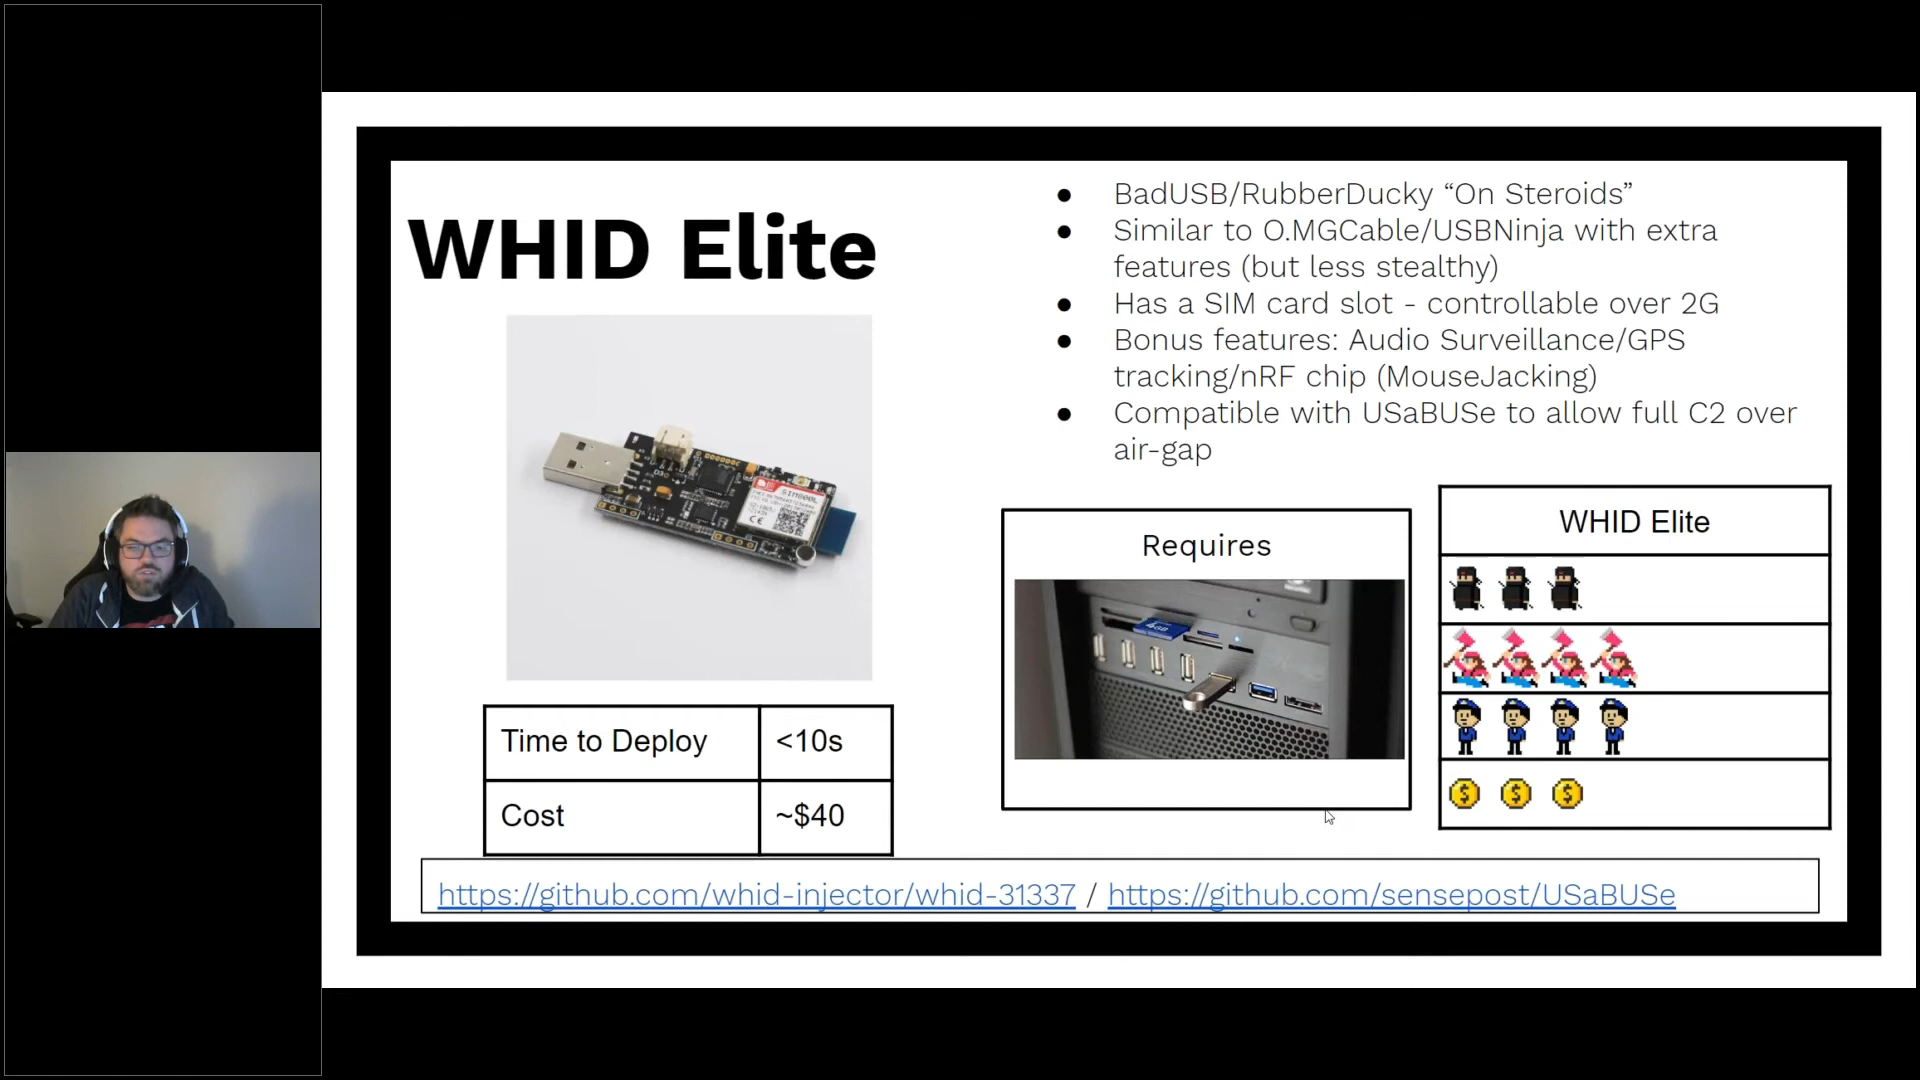 WHID Elite
● BadUSB/RubberDucky “On Steroids”
● Similar to O.MGCable/USBNinja with extra
features (but less stealthy)
● Has a SIM card slot - controllable over 2G
● Bonus features: Audio Surveillance/GPS
tracking/nRF chip (MouseJacking)
● Compatible with USaBUSe to allow full C2 over
air-gap
SIM800L
Requires
4GB
WHID Elite
Time to Deploy
<10s
Cost
~$40
https://github.com/whid-injector/whid-31337 / https://github.com/sensepost/USaBUSe